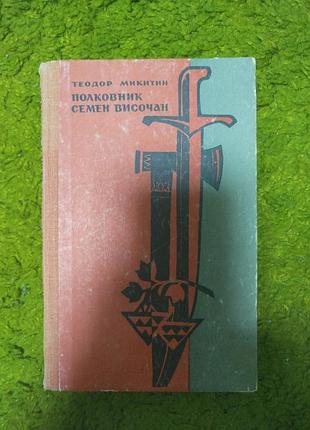 ТЕОДОР МИКИТИН
ПОЛКОВНИК
СЕМЕН ВИСОЧАН